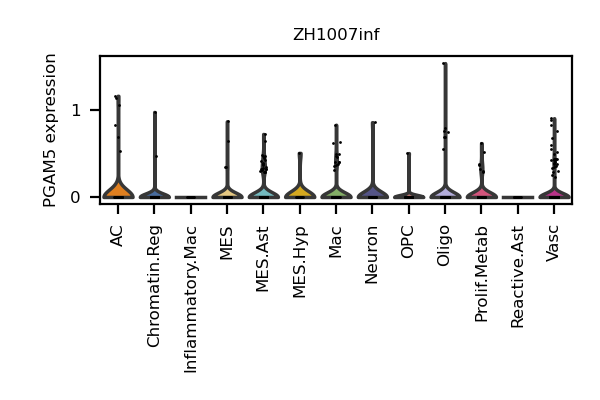 ZH1007inf
PGAM5 expression
1
0
AC
Chromatin.Reg
Inflammatory.Mac
MES
MES.Ast
MES.Hyp
Mac
Neuron
OPC
Oligo
Prolif.Metab
Reactive.Ast
Vasc